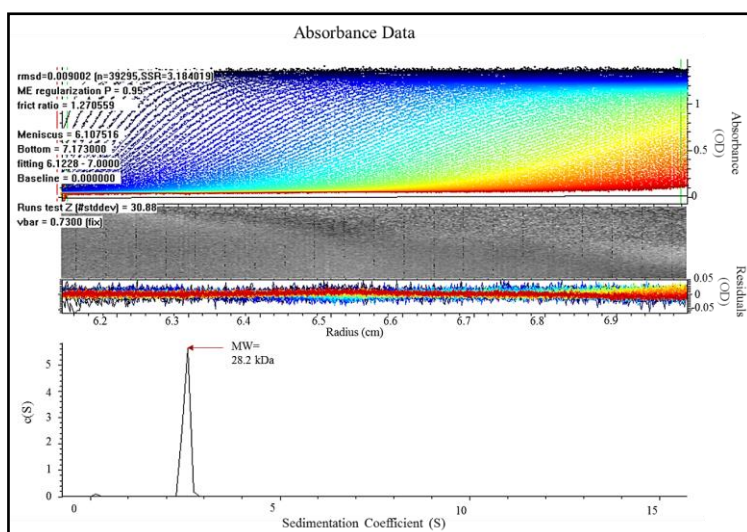 Absorbance Data
rmsd=0.009002 (n=39295,SSR=3.184019)
ME regularization P = 0.95
frict ratio = 1.270559
Meniscus = 6.107516
Bottom = 7.173000
fitting 6.1228 - 7.0000
Baseline = 0.000000
Runs test Z (#stddev) = 30.88
vbar = 0.7300 (fix)
1
0.5
0
Absorbance
(OD)
0.05
0
-0.05
Residuals
(OD)
6.2 6.3 6.4 6.5 6.6 6.7 6.8 6.9
Radius (cm)
MW=
28.2 kDa
5
4
3
2
1
0
c(S)
0 5 10 15
Sedimentation Coefficient (S)